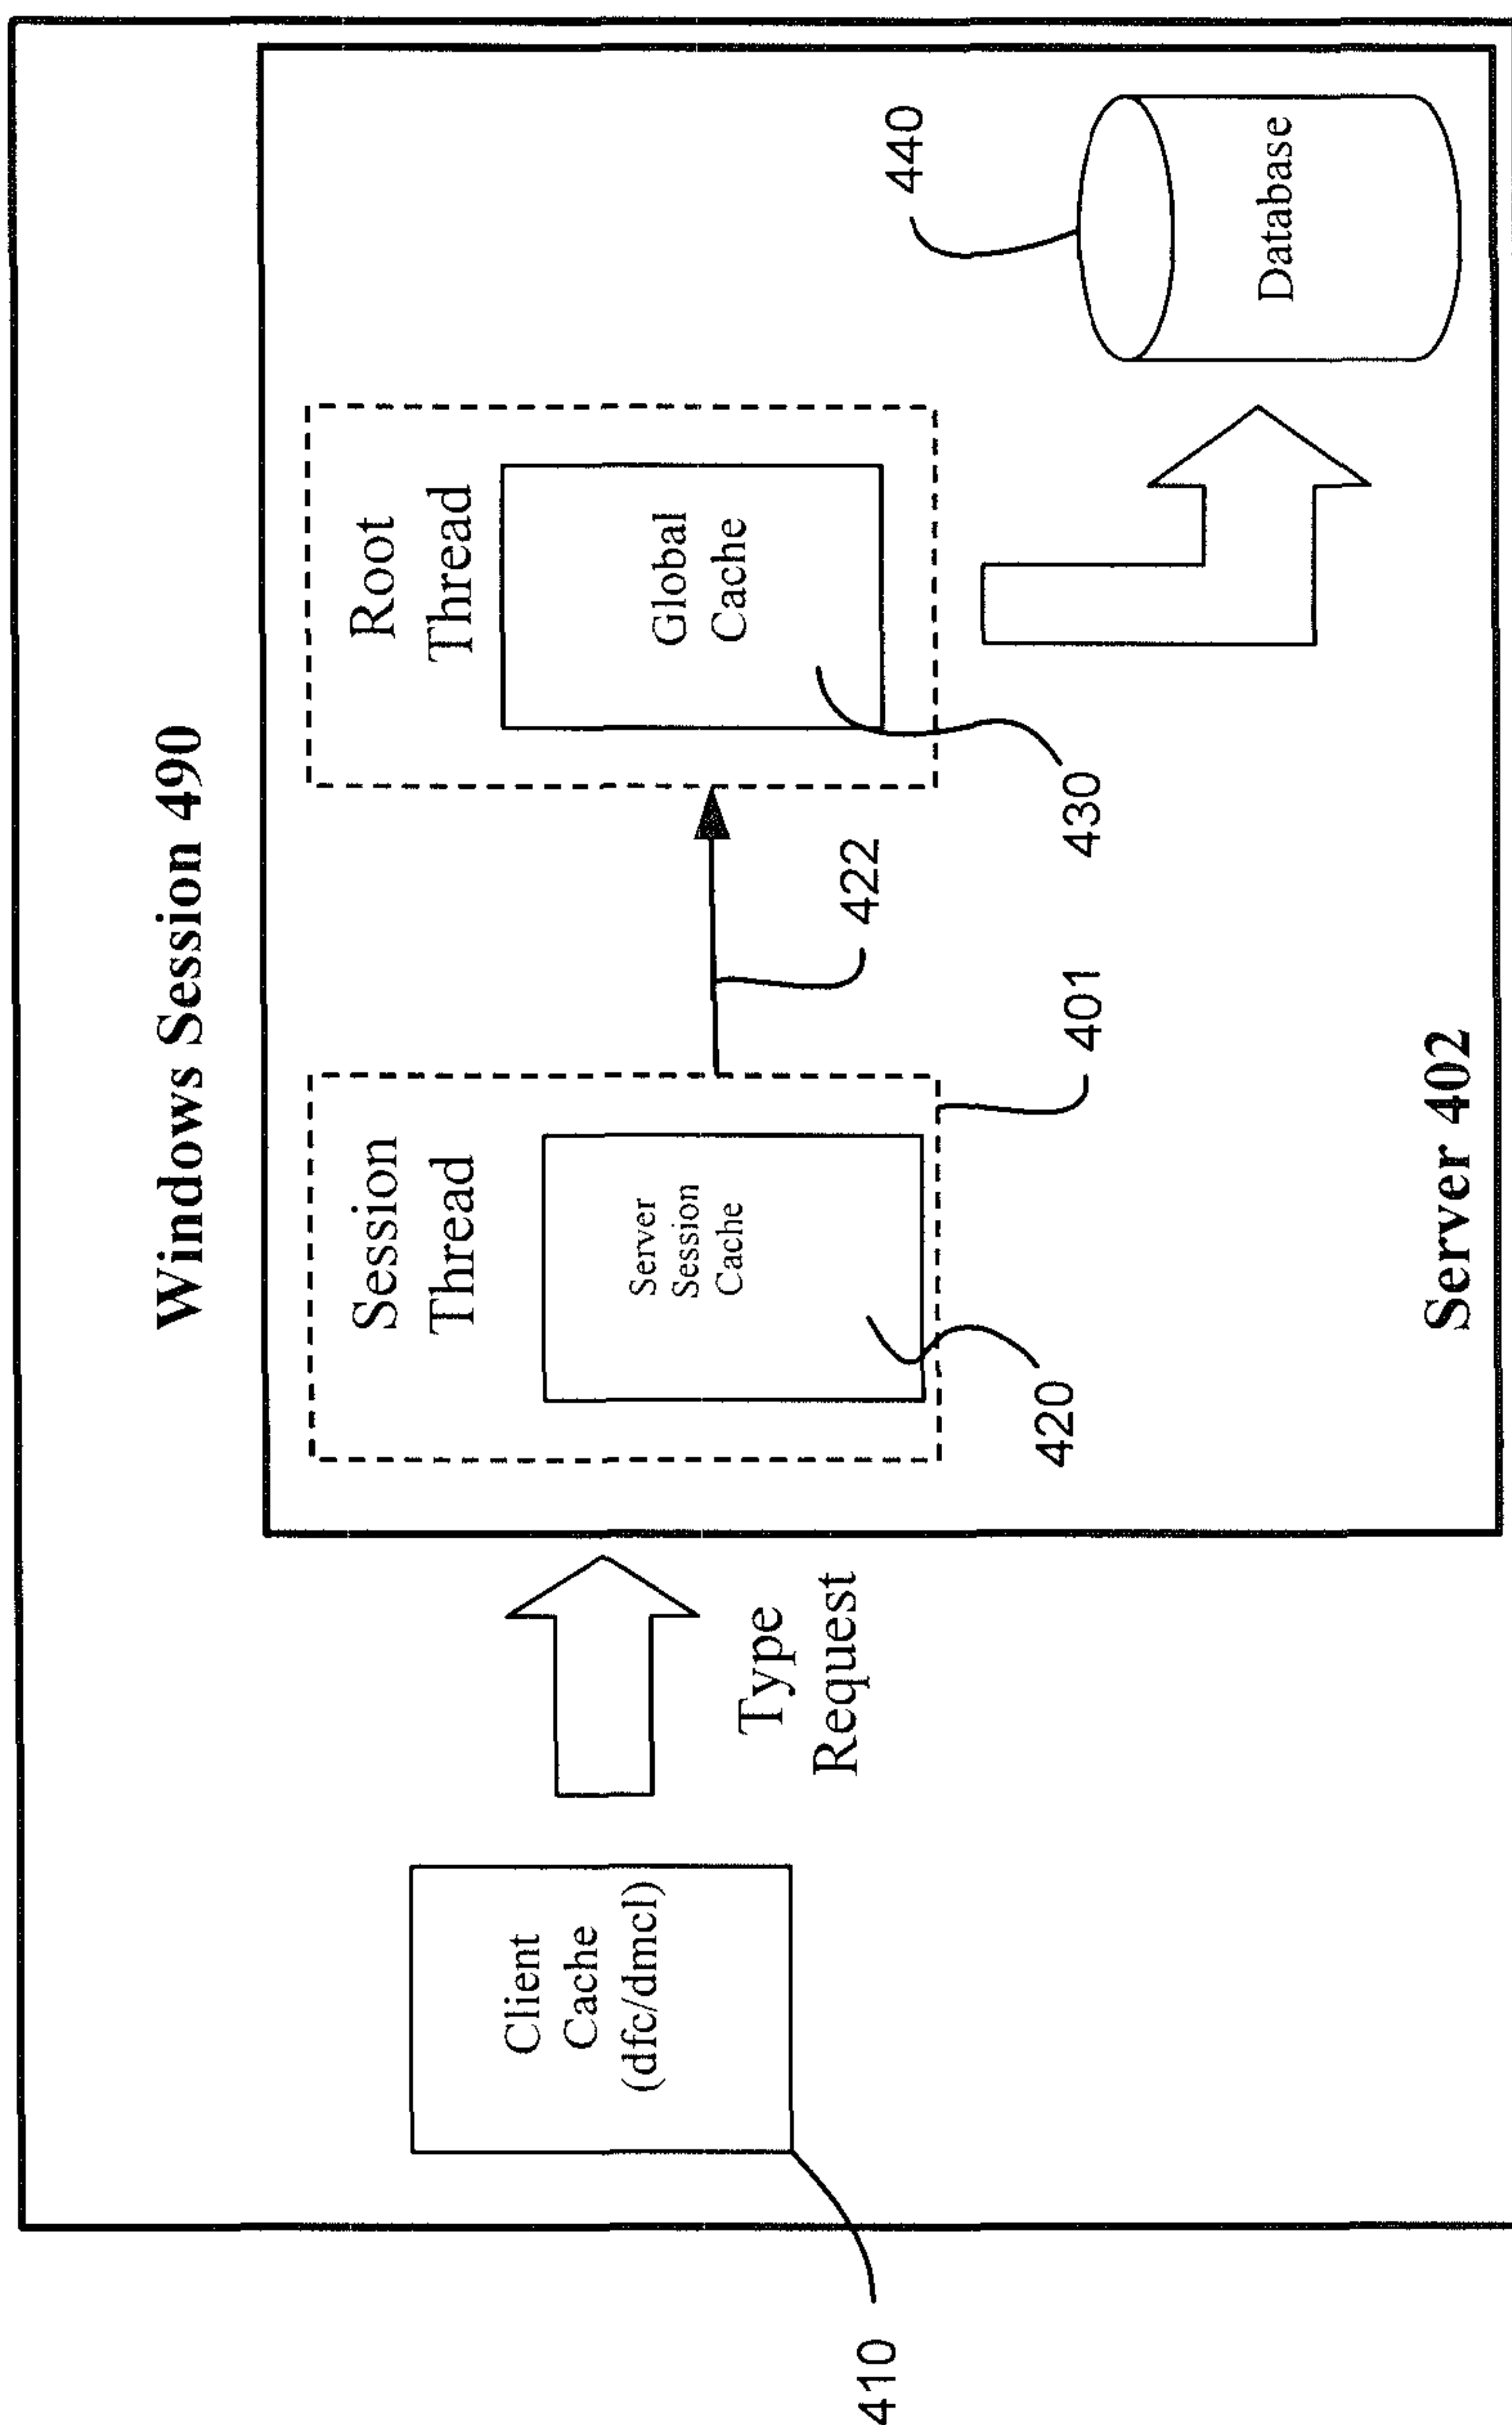 Windows Session 490
Client
Cache
(dfc/dmcl)
410
Type
Request
Session
Thread
Server
Session
Cache
420
401
422
Root
Thread
Global
Cache
430
440
Database
Server 402